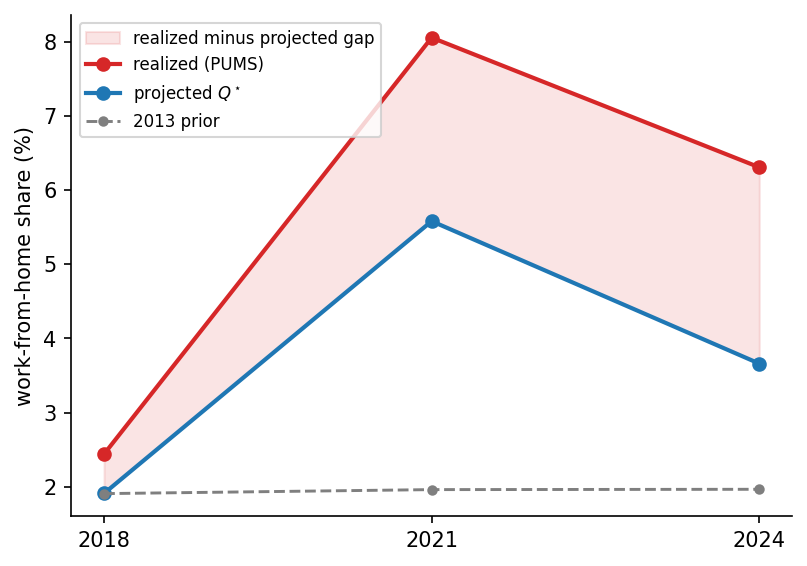 realized minus projected gap
realized (PUMS)
projected Q*
2013 prior
work-from-home share (%)
8
7
6
5
4
3
2
2018 2021 2024